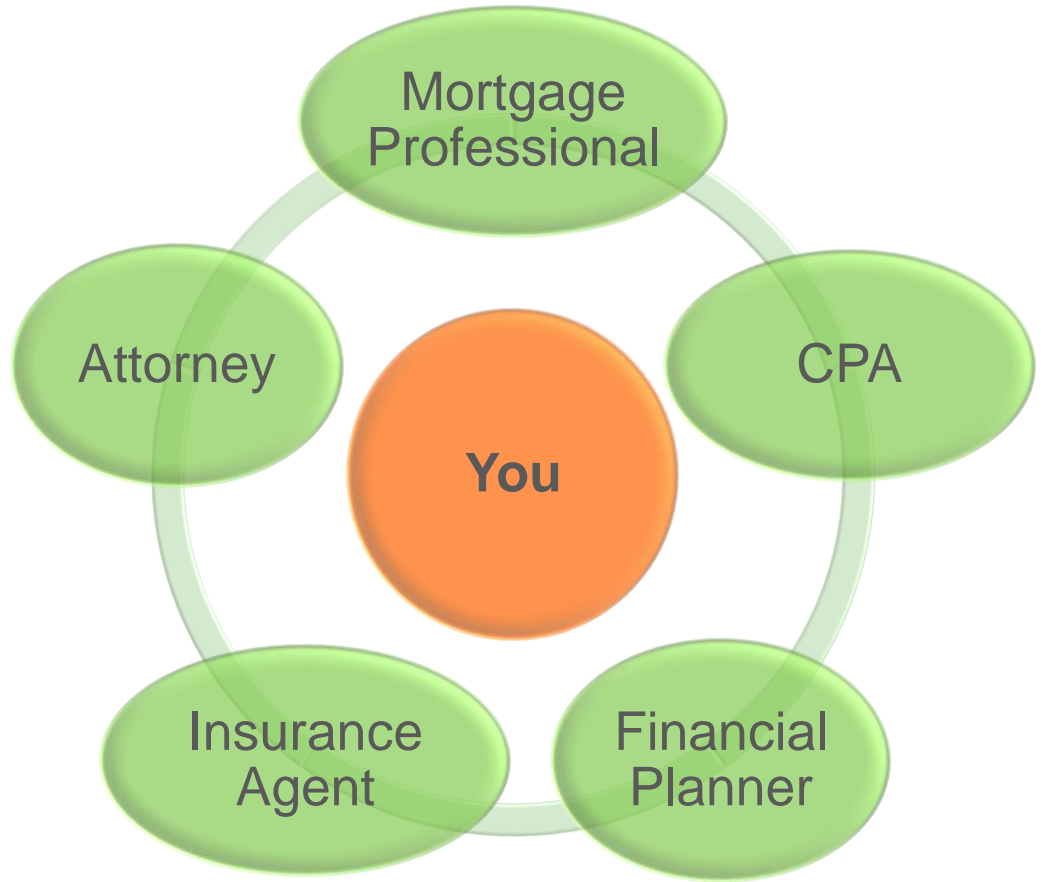 Mortgage
Professional
Attorney
CPA
You
Insurance
Agent
Financial
Planner